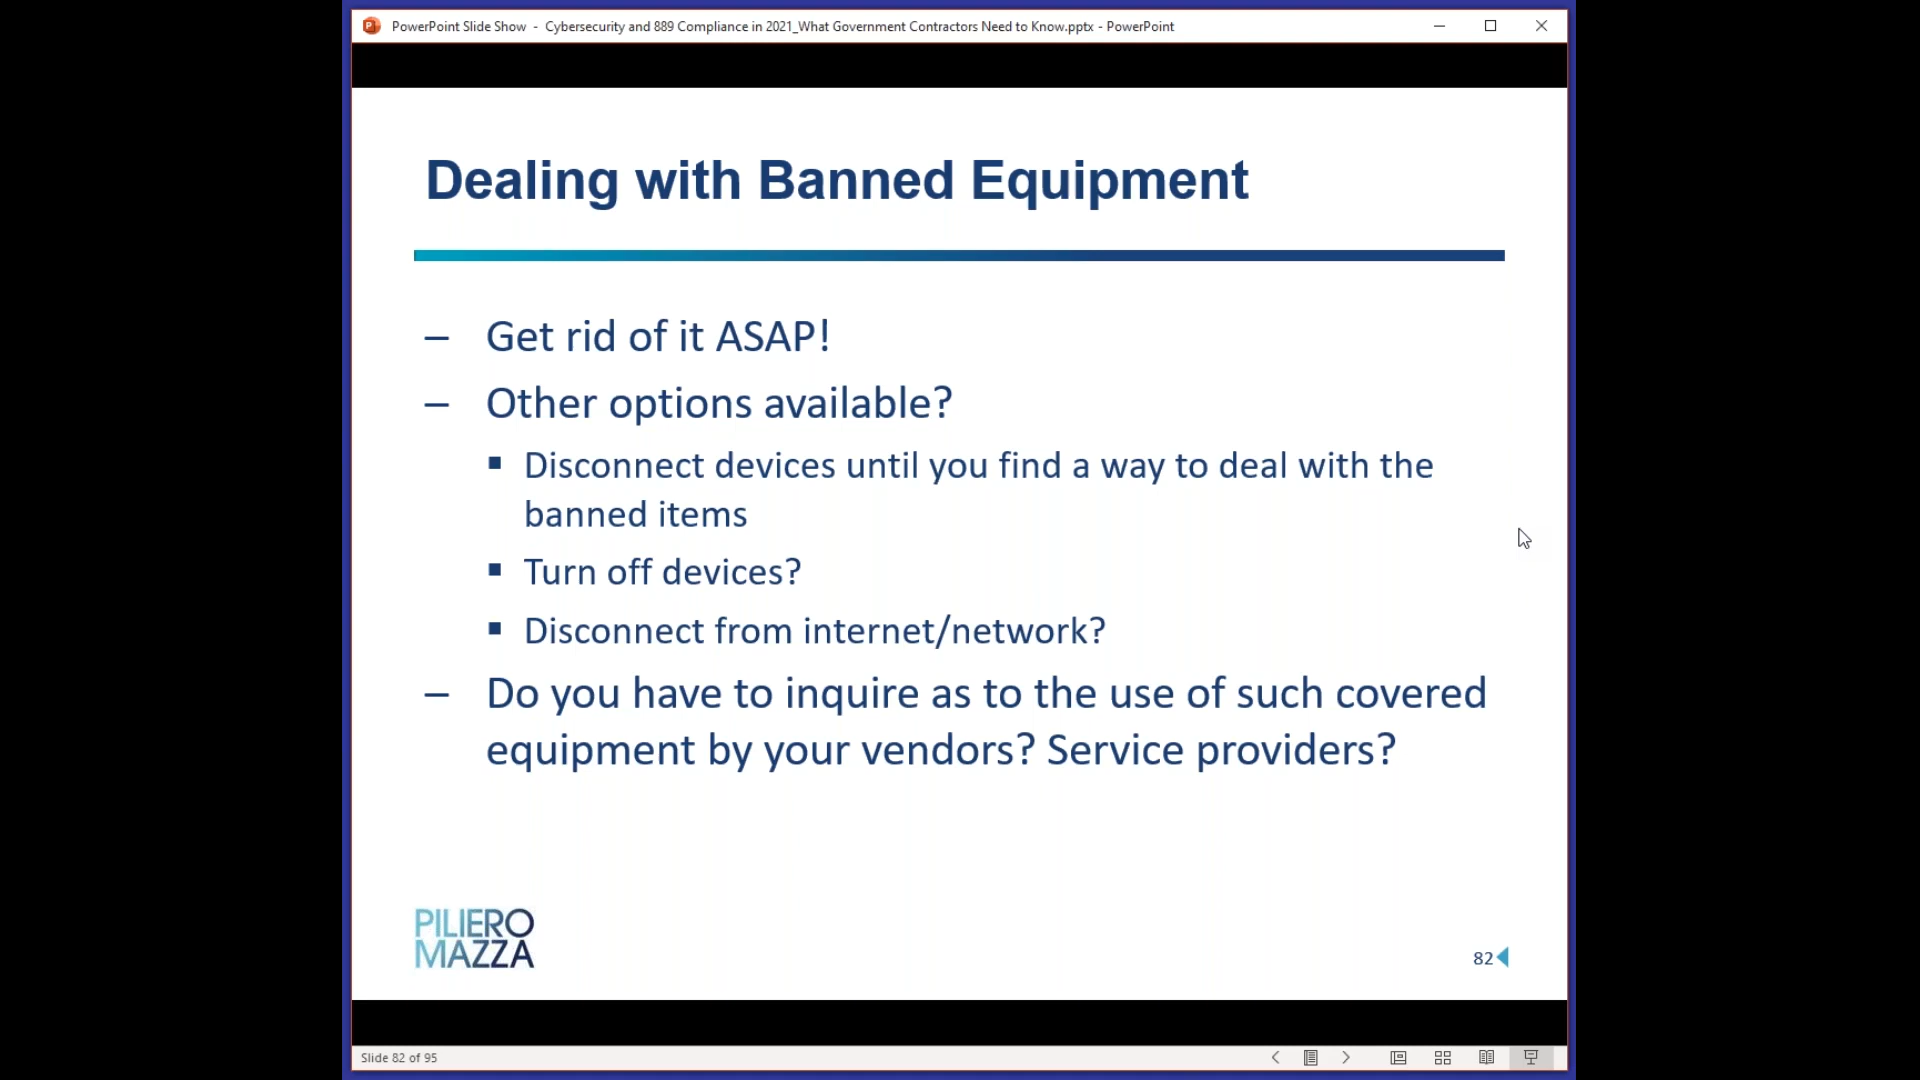 PowerPoint Slide Show - Cybersecurity and 889 Compliance in 2021_What Government Contractors Need to Know.pptx - PowerPoint
Dealing with Banned Equipment
– Get rid of it ASAP!
– Other options available?
▪ Disconnect devices until you find a way to deal with the
banned items
▪ Turn off devices?
▪ Disconnect from internet/network?
– Do you have to inquire as to the use of such covered
equipment by your vendors? Service providers?
PILIERO
MAZZA
82
Slide 82 of 95